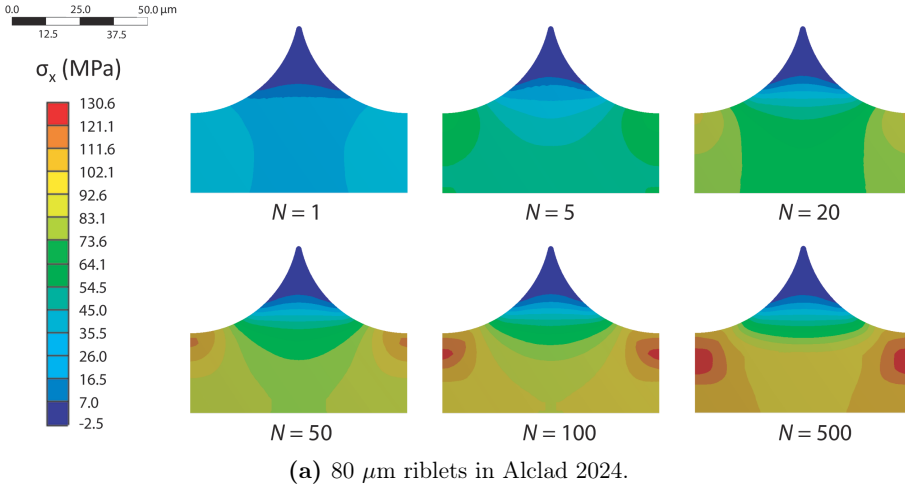 0.0 25.0 50.0 μm
12.5 37.5
σx (MPa)
130.6
121.1
111.6
102.1
92.6
83.1
73.6
64.1
54.5
45.0
35.5
26.0
16.5
7.0
-2.5
N = 1
N = 5
N = 20
N = 50
N = 100
N = 500
(a) 80 μm riblets in Alclad 2024.